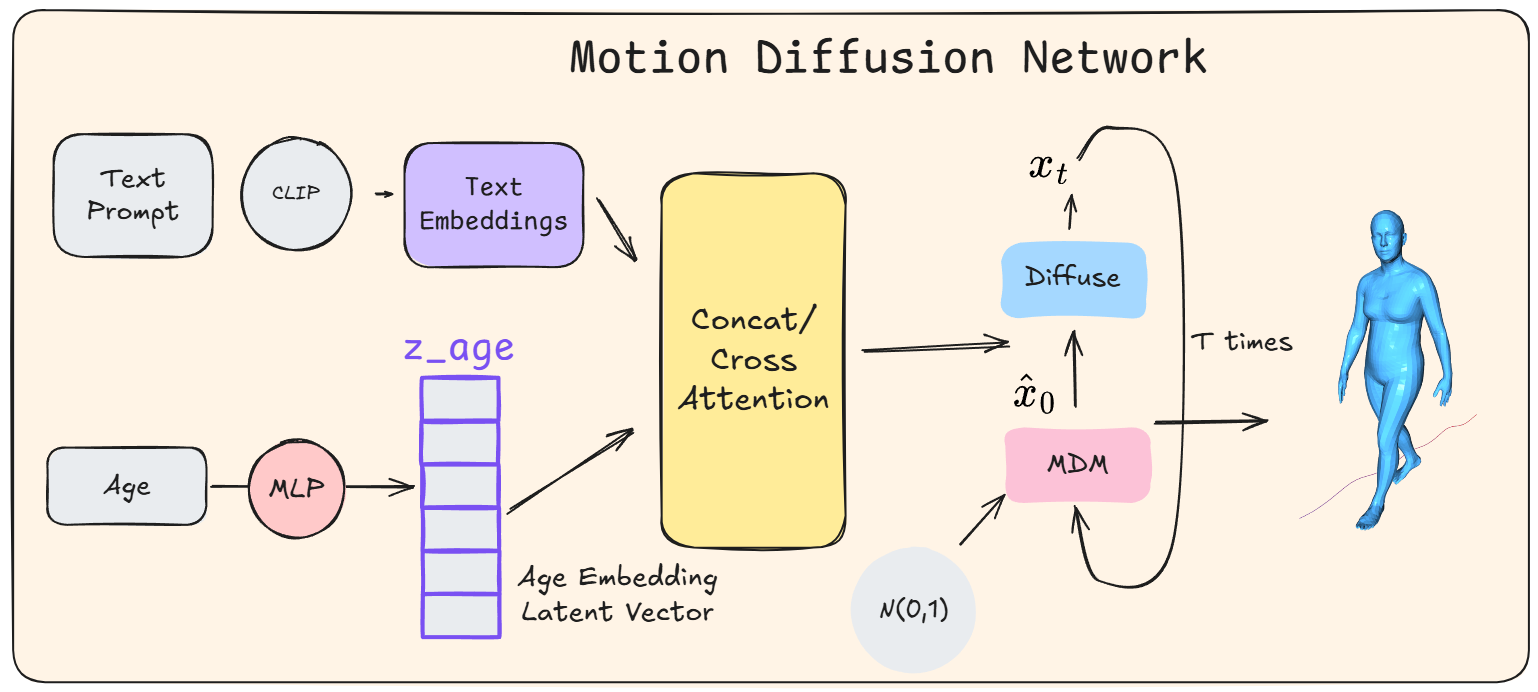 Motion Diffusion Network
Text
Prompt
CLIP
Text
Embeddings
z_age
Age
MLP
Age Embedding
Latent Vector
Concat/
Cross
Attention
x_t
Diffuse
T times
x̂_0
MDM
N(0,1)